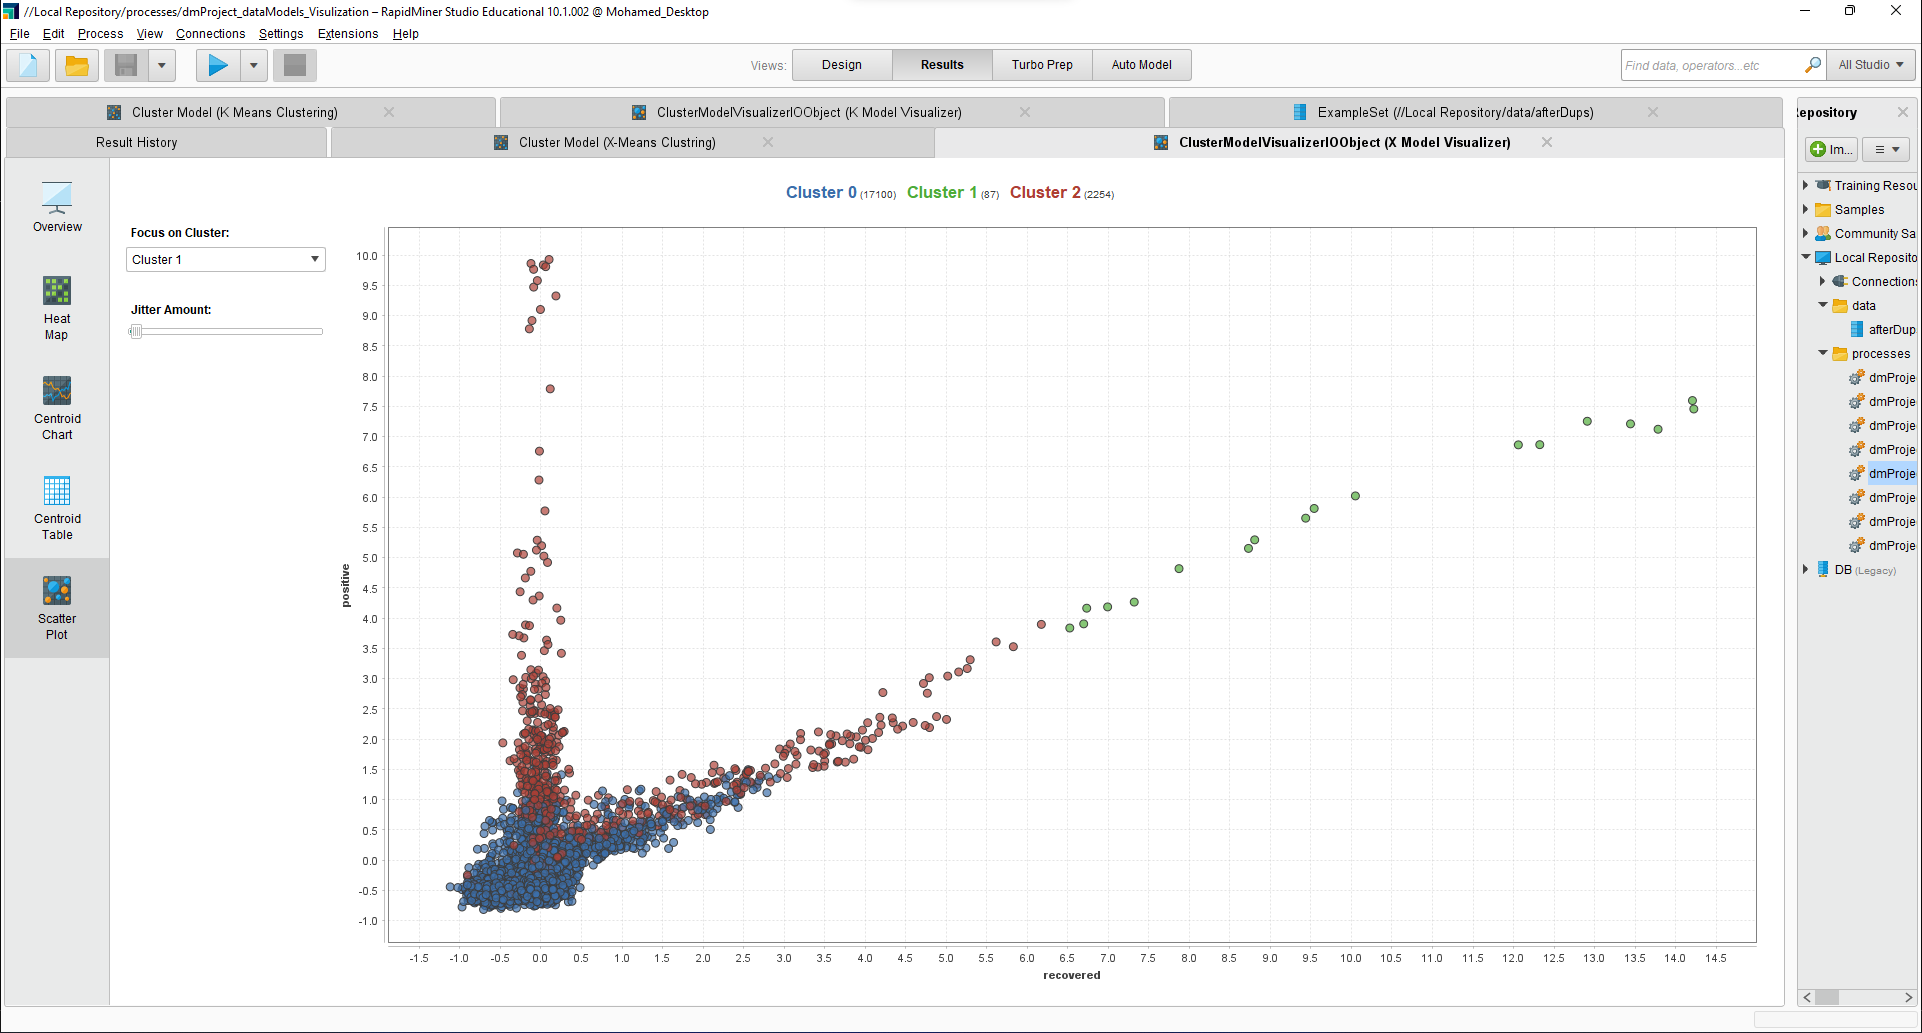 //Local Repository/processes/dmProject_dataModels_Visulization – RapidMiner Studio Educational 10.1.002 @ Mohamed_Desktop
File Edit Process View Connections Settings Extensions Help
Views: Design Results Turbo Prep Auto Model
Find data, operators...etc
All Studio
Cluster Model (K Means Clustering)
ClusterModelVisualizerIOObject (K Model Visualizer)
ExampleSet (//Local Repository/data/afterDups)
Result History
Cluster Model (X-Means Clustring)
ClusterModelVisualizerIOObject (X Model Visualizer)
Overview
Heat
Map
Centroid
Chart
Centroid
Table
Scatter
Plot
Focus on Cluster:
Cluster 1
Jitter Amount:
Cluster 0 (17100) Cluster 1 (87) Cluster 2 (2254)
positive
10.0
9.5
9.0
8.5
8.0
7.5
7.0
6.5
6.0
5.5
5.0
4.5
4.0
3.5
3.0
2.5
2.0
1.5
1.0
0.5
0.0
-0.5
-1.0
-1.5 -1.0 -0.5 0.0 0.5 1.0 1.5 2.0 2.5 3.0 3.5 4.0 4.5 5.0 5.5 6.0 6.5 7.0 7.5 8.0 8.5 9.0 9.5 10.0 10.5 11.0 11.5 12.0 12.5 13.0 13.5 14.0 14.5
recovered
epository
Im...
Training Resou
Samples
Community Sa
Local Reposito
Connections
data
afterDup
processes
dmProje
dmProje
dmProje
dmProje
dmProje
dmProje
dmProje
dmProje
DB (Legacy)